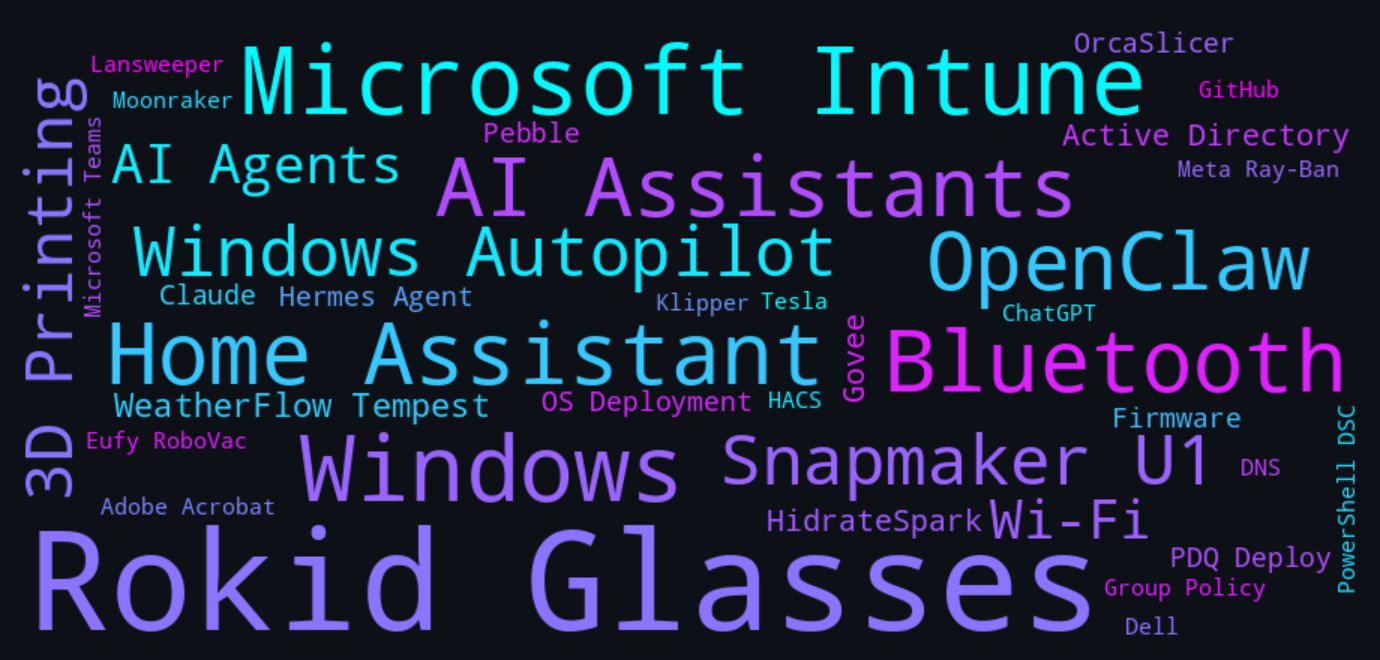 Lansweeper
Microsoft Intune
OrcaSlicer
Moonraker
GitHub
3D Printing
Microsoft Teams
Pebble
Active Directory
AI Agents
AI Assistants
Meta Ray-Ban
Windows Autopilot
OpenClaw
Claude
Hermes Agent
Klipper
Tesla
ChatGPT
Home Assistant
Govee
Bluetooth
WeatherFlow Tempest
OS Deployment
HACS
Firmware
PowerShell DSC
Eufy RoboVac
Windows
Snapmaker U1
DNS
Adobe Acrobat
HidrateSpark
Wi-Fi
Rokid Glasses
PDQ Deploy
Group Policy
Dell